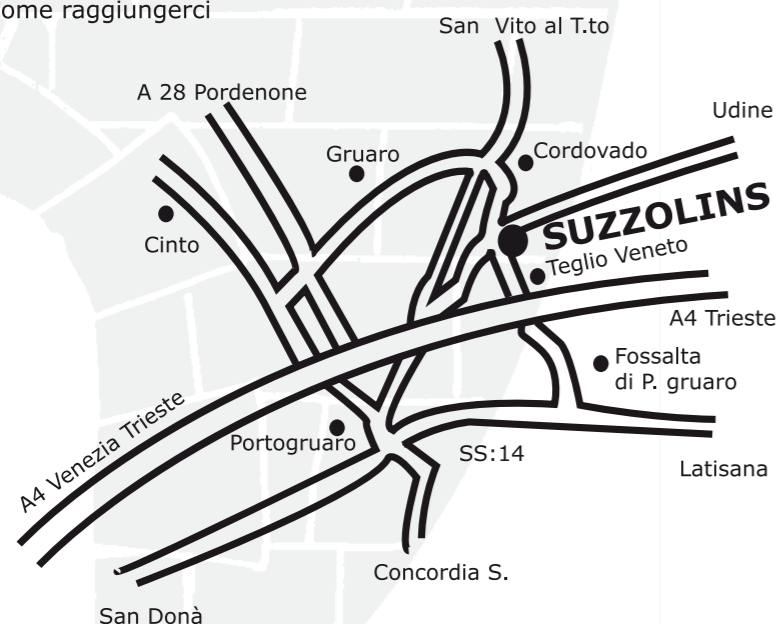 ome raggiungerci
San Vito al T.to
A 28 Pordenone
Udine
Gruaro
Cordovado
SUZZOLINS
Cinto
Teglio Veneto
A4 Trieste
Fossalta
di P. gruaro
A4 Venezia Trieste
Portogruaro
SS:14
Latisana
Concordia S.
San Donà